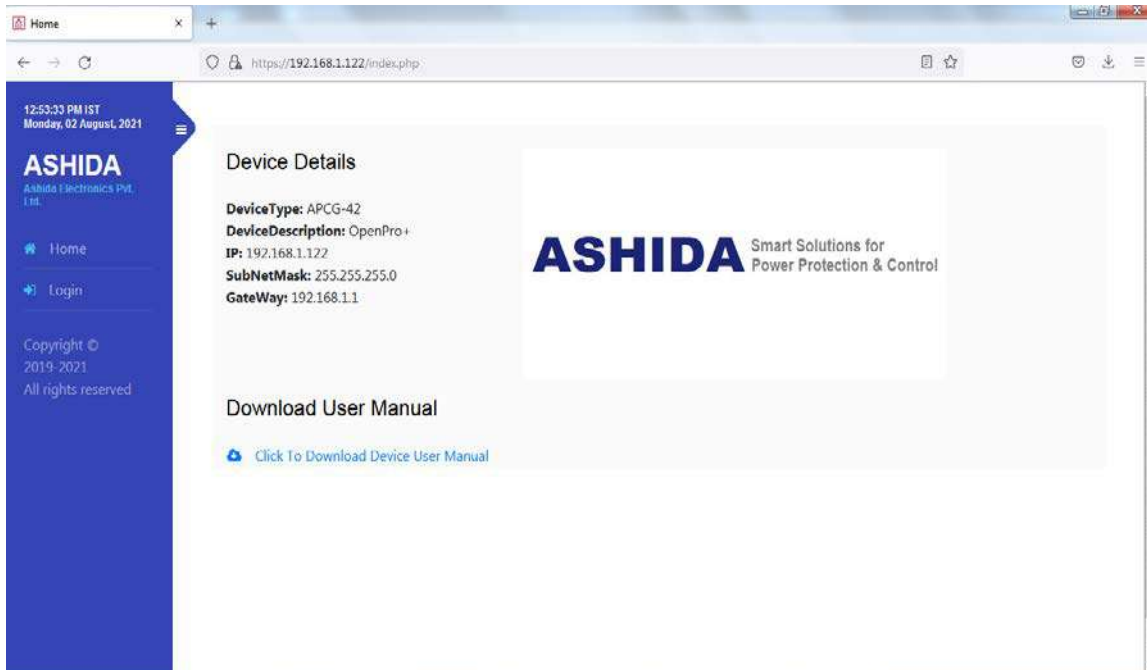 Home
https://192.168.1.122/index.php
12:53:33 PM IST
Monday, 02 August, 2021
ASHIDA
Ashida Electronics Pvt.
Ltd.
Home
Login
Copyright ©
2019-2021
All rights reserved
Device Details
DeviceType: APCG-42
DeviceDescription: OpenPro+
IP: 192.168.1.122
SubNetMask: 255.255.255.0
GateWay: 192.168.1.1
ASHIDA Smart Solutions for
Power Protection & Control
Download User Manual
Click To Download Device User Manual